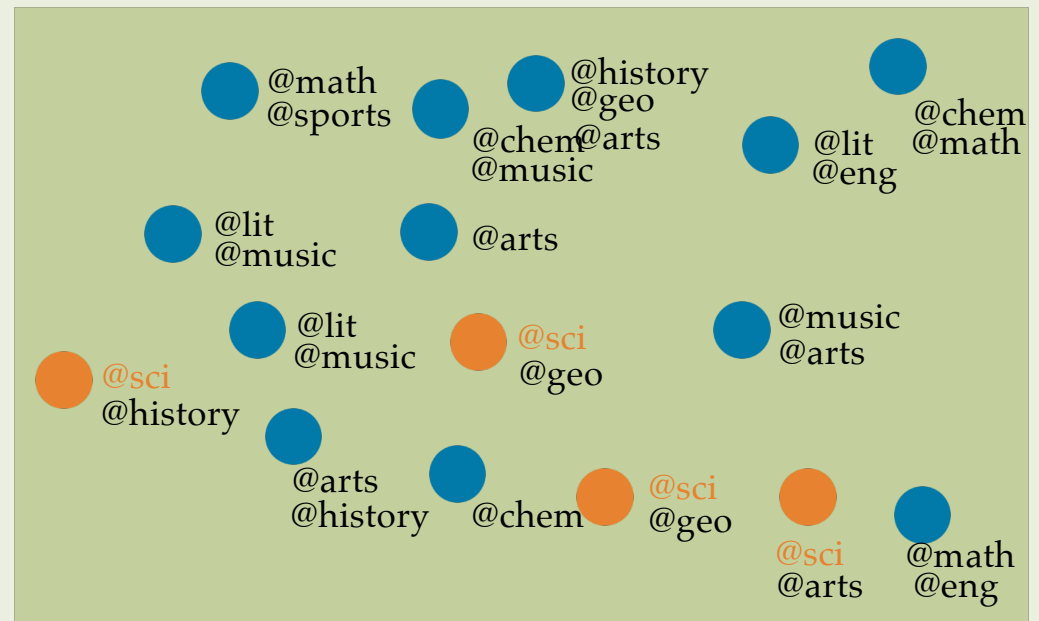 @math
@sports
@history
@geo
@arts
@chem
@music
@chem
@math
@lit
@eng
@lit
@music
@arts
@lit
@music
@sci
@geo
@music
@arts
@sci
@history
@arts
@history
@chem
@sci
@geo
@sci
@arts
@math
@eng